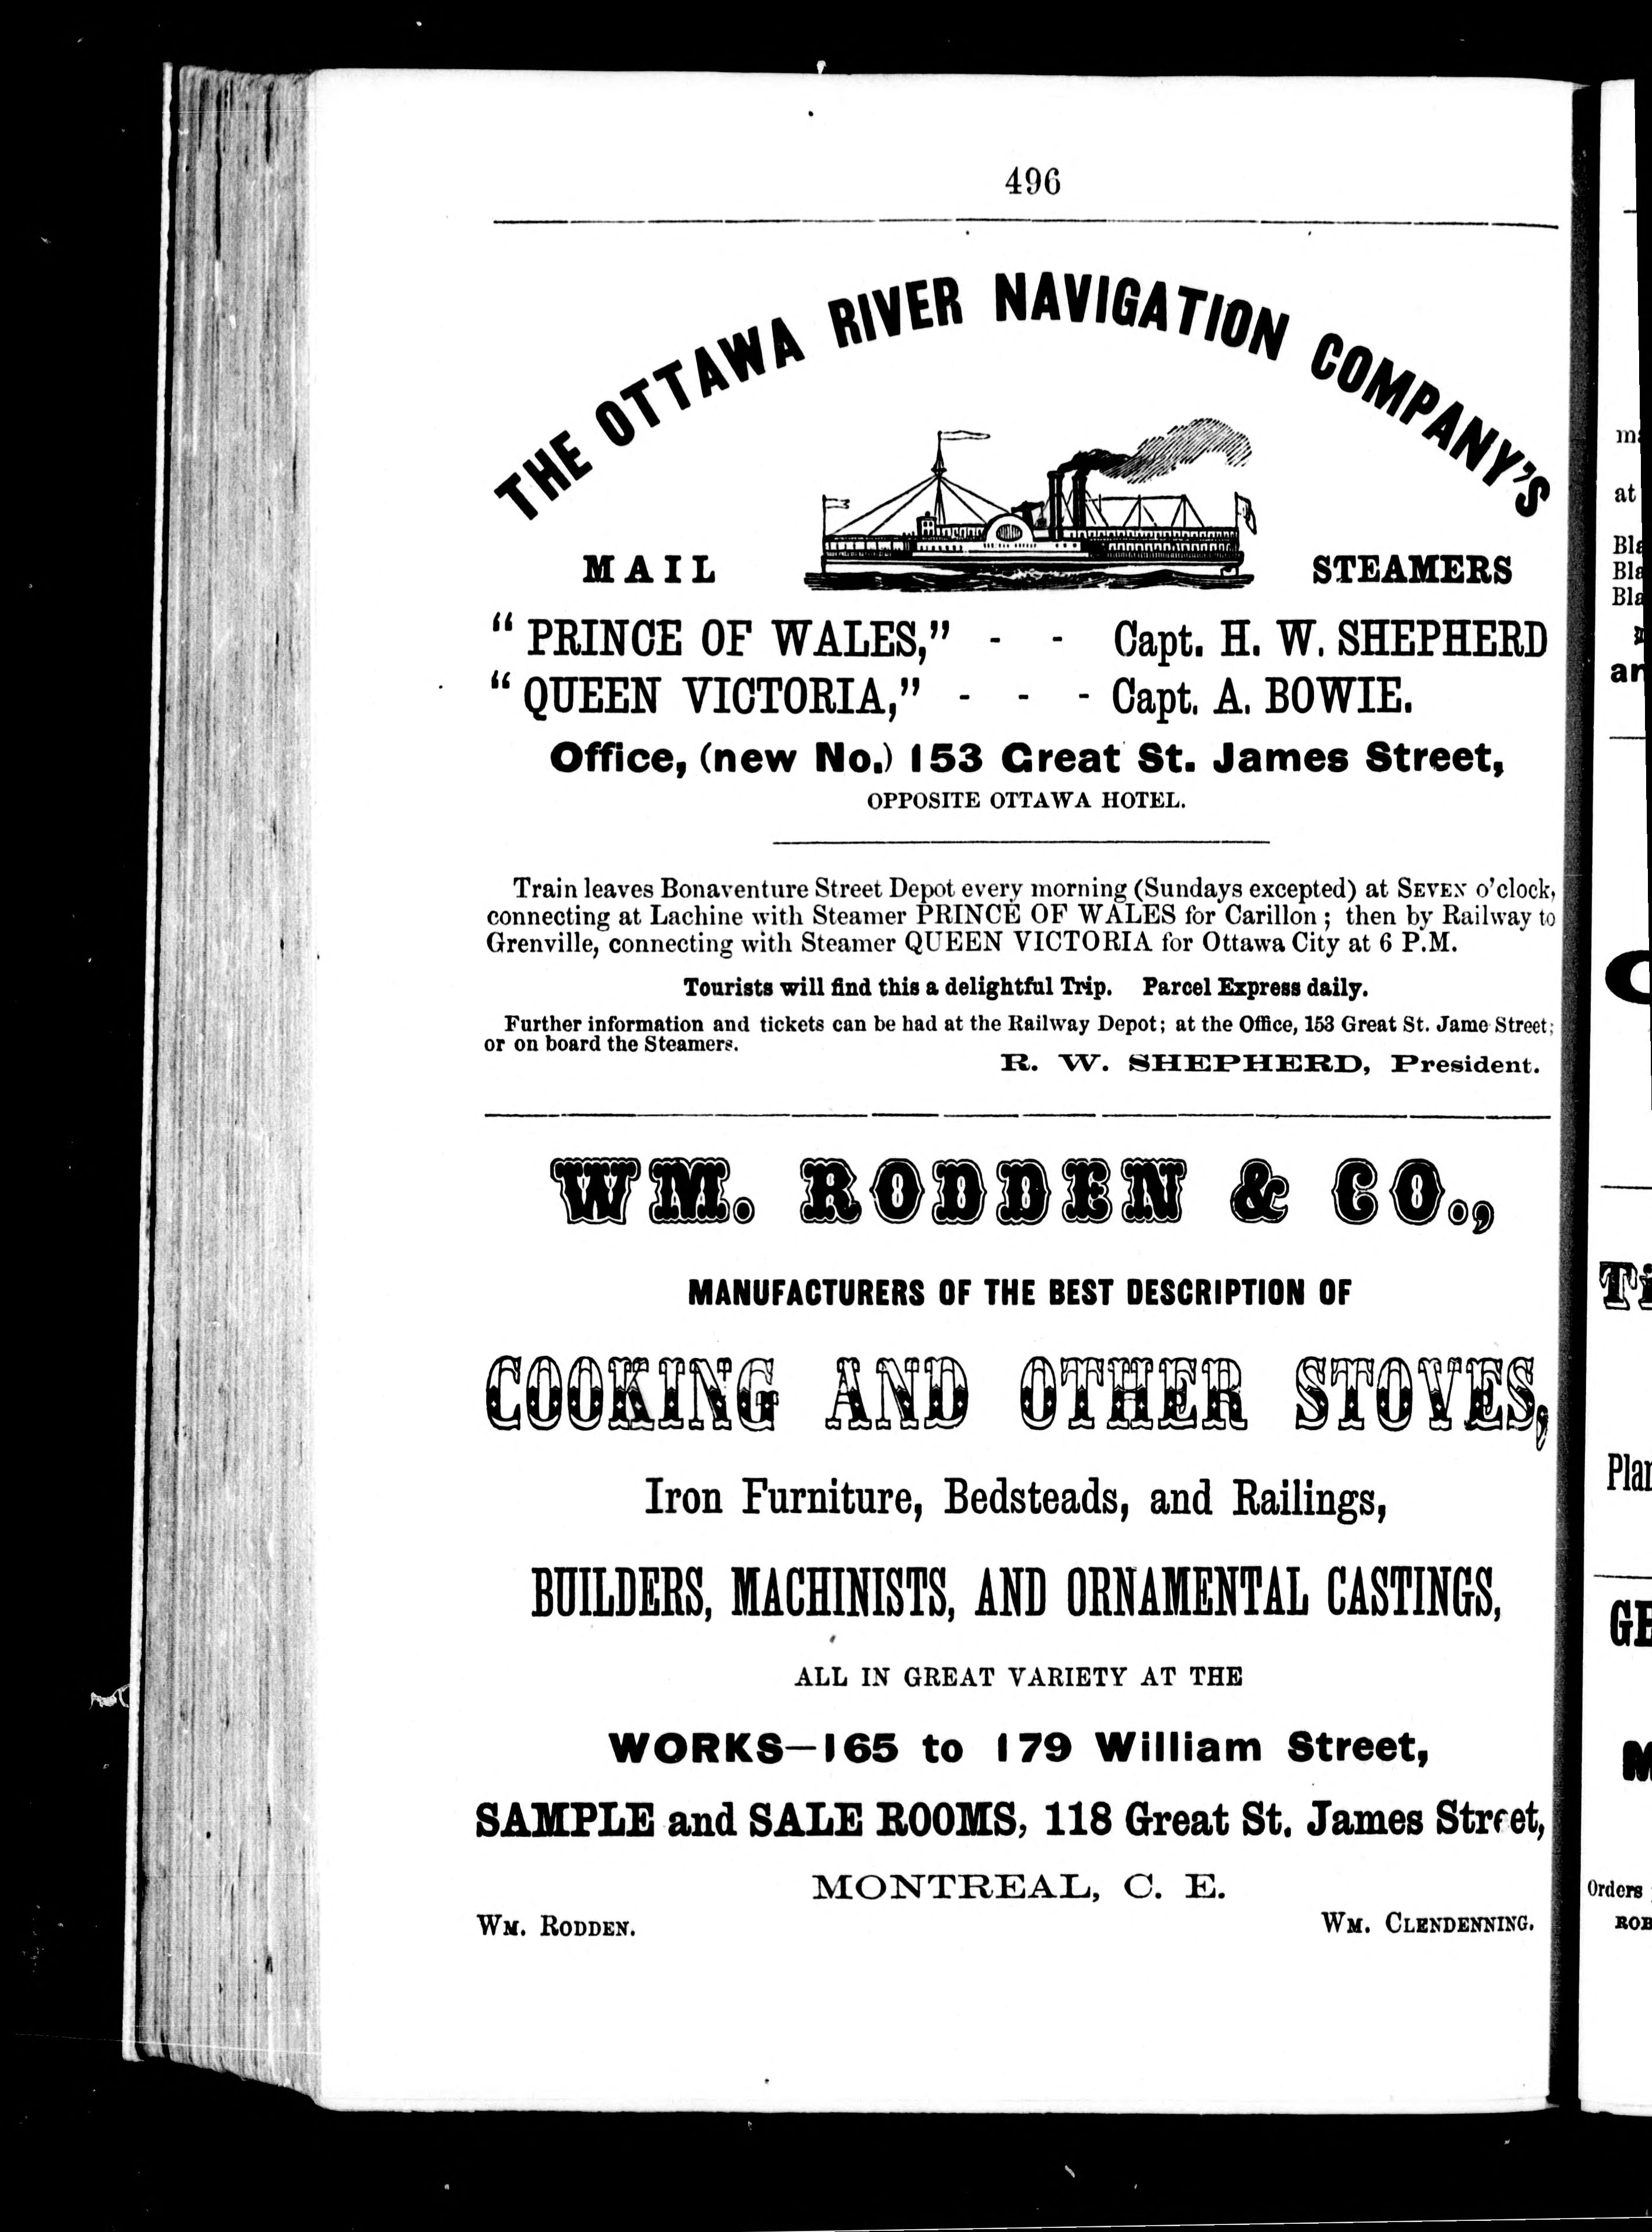 496
THE OTTAWA RIVER NAVIGATION COMPANY'S
MAIL STEAMERS
“ PRINCE OF WALES,” - - Capt. H. W. SHEPHERD
“ QUEEN VICTORIA,” - - - Capt. A. BOWIE.
Office, (new No.) 153 Great St. James Street,
OPPOSITE OTTAWA HOTEL.
Train leaves Bonaventure Street Depot every morning (Sundays excepted) at SEVEN o'clock,
connecting at Lachine with Steamer PRINCE OF WALES for Carillon ; then by Railway to
Grenville, connecting with Steamer QUEEN VICTORIA for Ottawa City at 6 P.M.
Tourists will find this a delightful Trip. Parcel Express daily.
Further information and tickets can be had at the Railway Depot; at the Office, 153 Great St. Jame Street;
or on board the Steamers.
R. W. SHEPHERD, President.
WM. RODDEN & CO.,
MANUFACTURERS OF THE BEST DESCRIPTION OF
COOKING AND OTHER STOVES,
Iron Furniture, Bedsteads, and Railings,
BUILDERS, MACHINISTS, AND ORNAMENTAL CASTINGS,
ALL IN GREAT VARIETY AT THE
WORKS—165 to 179 William Street,
SAMPLE and SALE ROOMS, 118 Great St. James Street,
MONTREAL, C. E.
WM. RODDEN. WM. CLENDENNING.
at
Orders